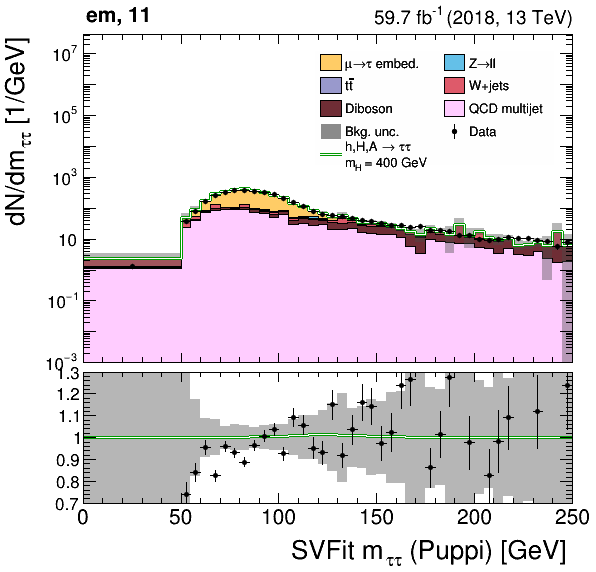 em, 11
59.7 fb⁻¹ (2018, 13 TeV)
dN/dm_ττ [1/GeV]
10⁷
10⁵
10³
10
10⁻¹
10⁻³
μ→τ embed.
Z→ll
tt̄
W+jets
Diboson
QCD multijet
Bkg. unc.
Data
h,H,A → ττ
m_H = 400 GeV
1.3
1.2
1.1
1
0.9
0.8
0.7
0
50
100
150
200
250
SVFit m_ττ (Puppi) [GeV]